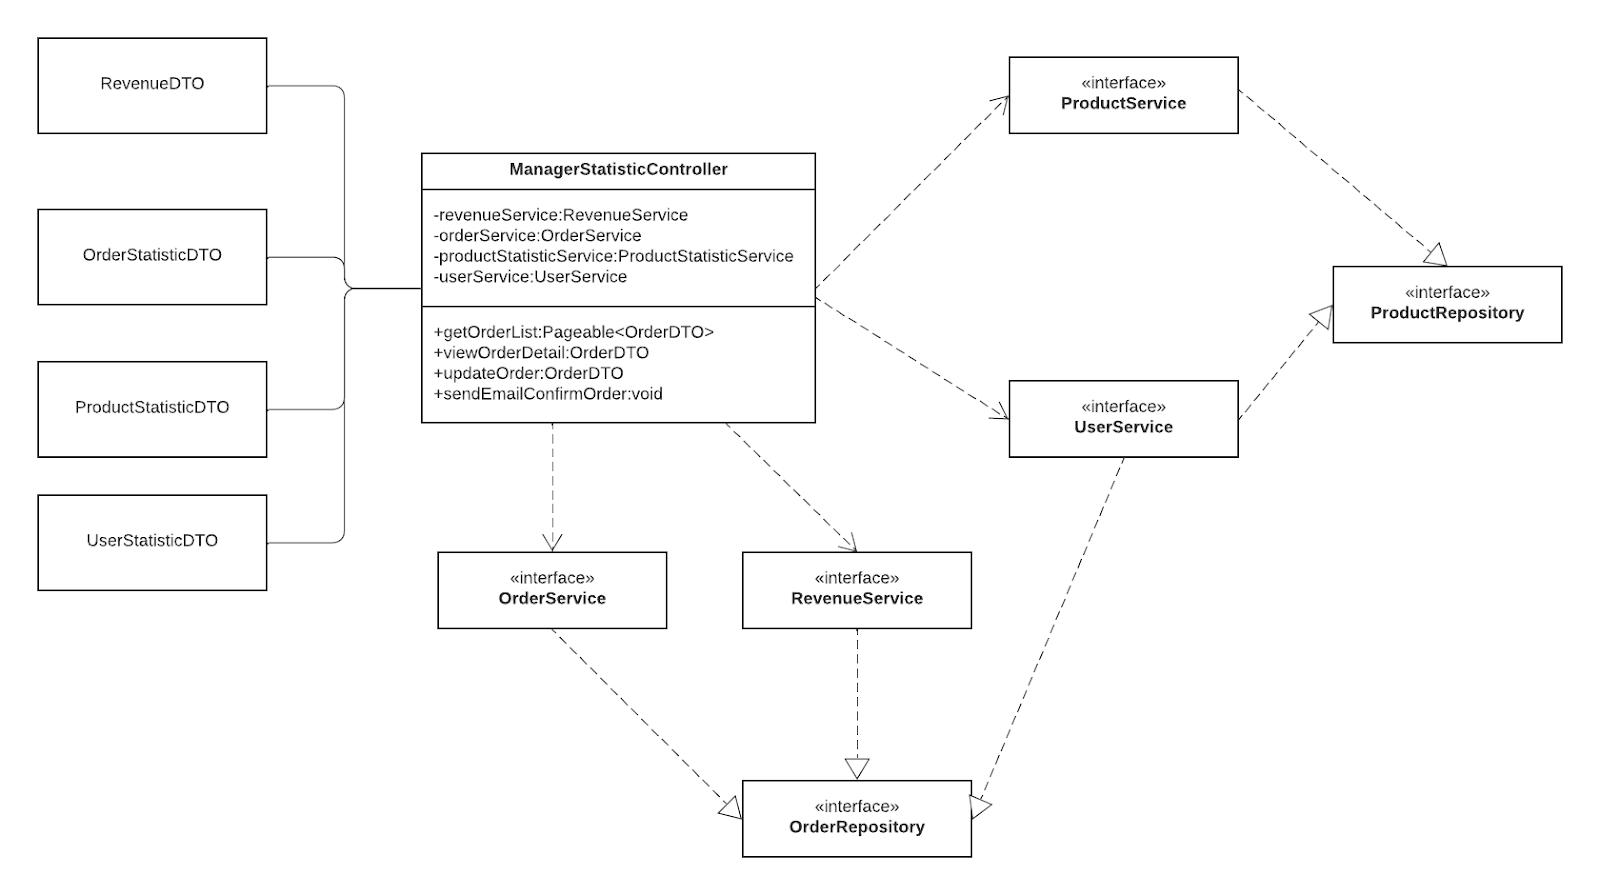 RevenueDTO
OrderStatisticDTO
ProductStatisticDTO
UserStatisticDTO
ManagerStatisticController
-revenueService:RevenueService
-orderService:OrderService
-productStatisticService:ProductStatisticService
-userService:UserService
+getOrderList:Pageable<OrderDTO>
+viewOrderDetail:OrderDTO
+updateOrder:OrderDTO
+sendEmailConfirmOrder:void
«interface»
ProductService
«interface»
ProductRepository
«interface»
UserService
«interface»
OrderService
«interface»
RevenueService
«interface»
OrderRepository